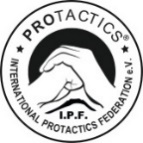 PROTACTICS®
I.P.F.
INTERNATIONAL PROTACTICS FEDERATION e.V.